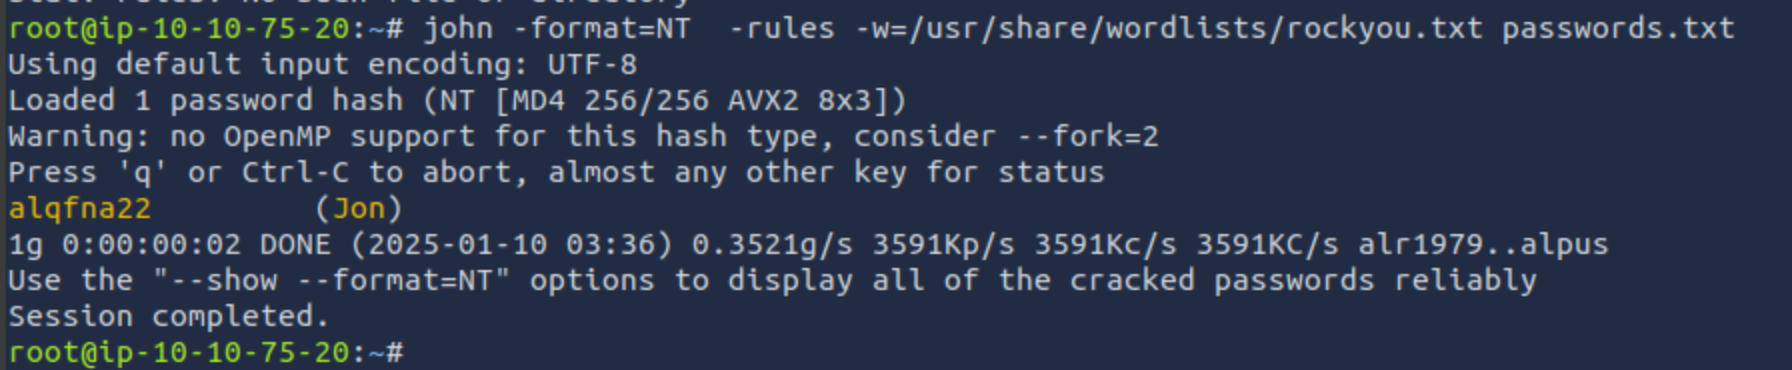 root@ip-10-10-75-20:~# john -format=NT  -rules -w=/usr/share/wordlists/rockyou.txt passwords.txt
Using default input encoding: UTF-8
Loaded 1 password hash (NT [MD4 256/256 AVX2 8x3])
Warning: no OpenMP support for this hash type, consider --fork=2
Press 'q' or Ctrl-C to abort, almost any other key for status
alqfna22         (Jon)
1g 0:00:00:02 DONE (2025-01-10 03:36) 0.3521g/s 3591Kp/s 3591Kc/s 3591KC/s alr1979..alpus
Use the "--show --format=NT" options to display all of the cracked passwords reliably
Session completed.
root@ip-10-10-75-20:~#